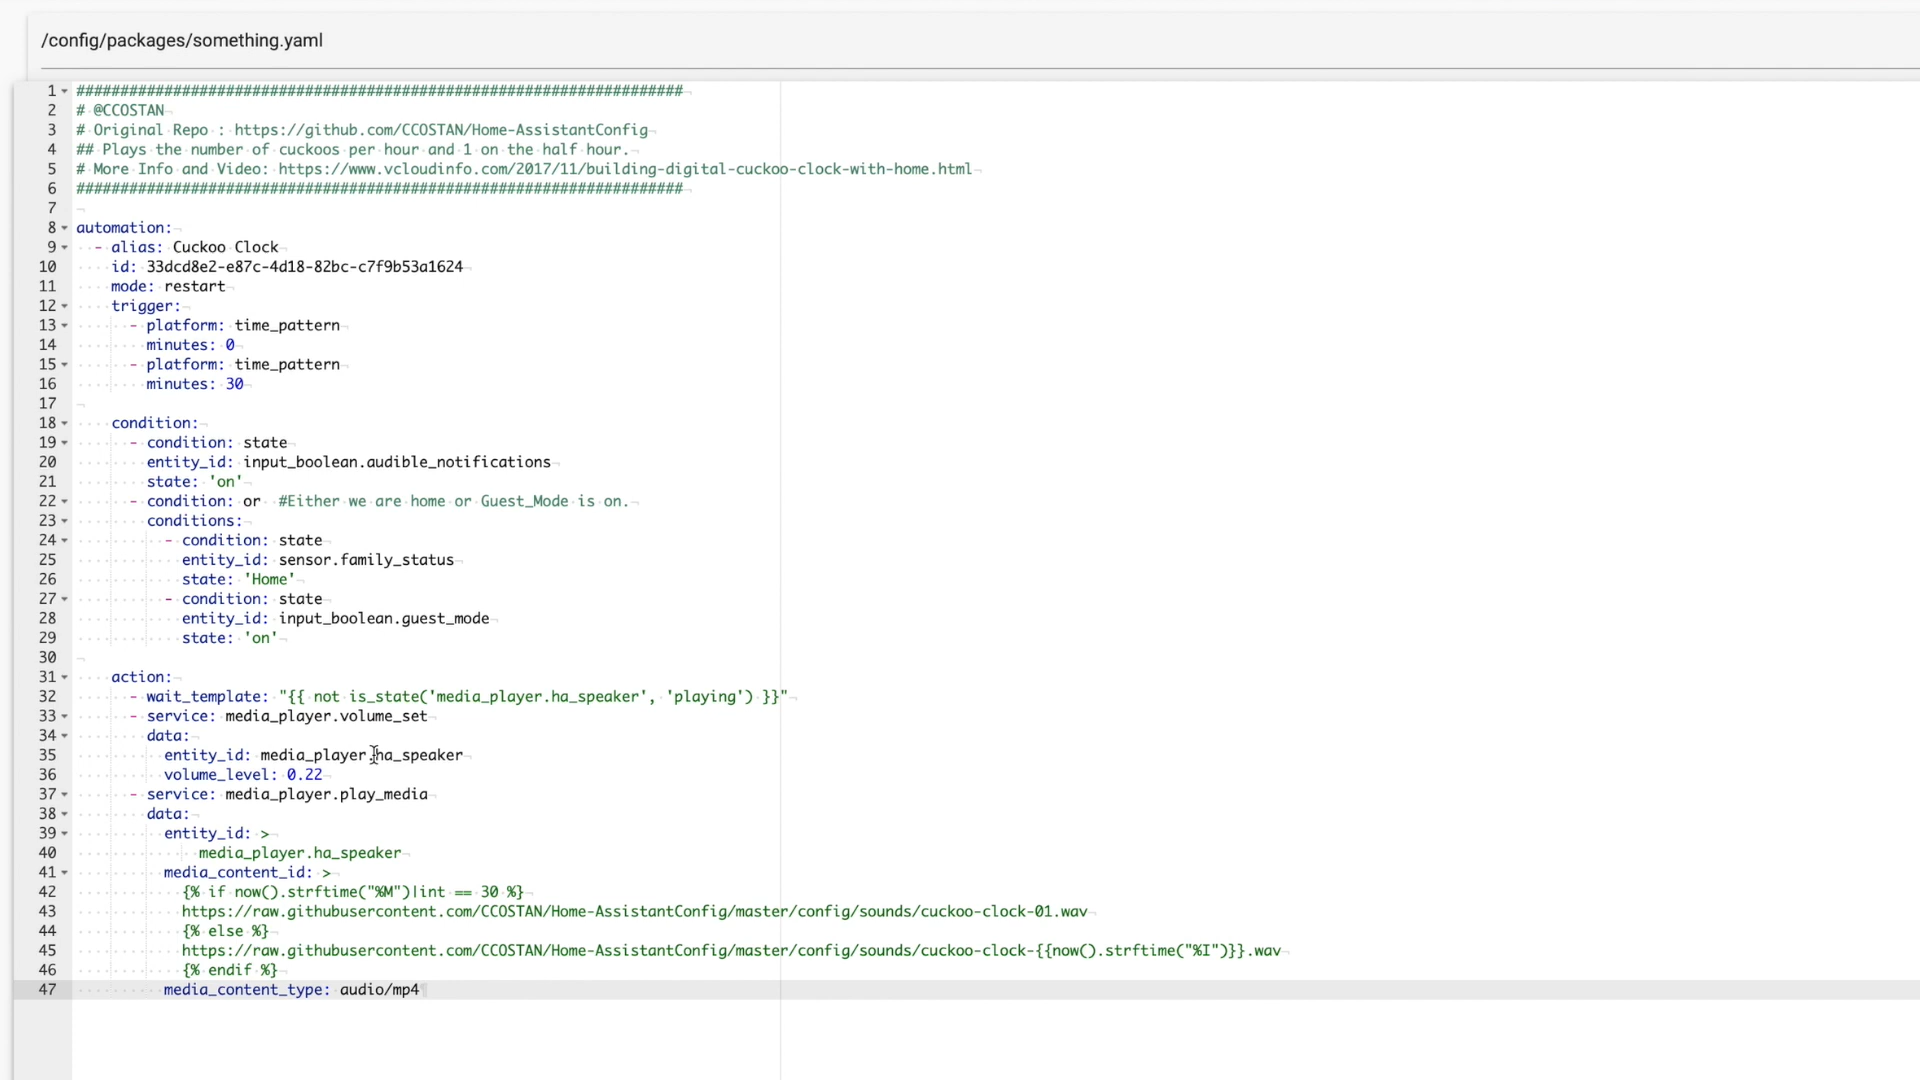 /config/packages/something.yaml
1 #####################################################################
2 # @CCOSTAN
3 # Original Repo : https://github.com/CCOSTAN/Home-AssistantConfig
4 ## Plays the number of cuckoos per hour and 1 on the half hour.
5 # More Info and Video: https://www.vcloudinfo.com/2017/11/building-digital-cuckoo-clock-with-home.html
6 #####################################################################
7
8 automation:
9   - alias: Cuckoo Clock
10     id: 33dcd8e2-e87c-4d18-82bc-c7f9b53a1624
11     mode: restart
12     trigger:
13       - platform: time_pattern
14         minutes: 0
15       - platform: time_pattern
16         minutes: 30
17
18     condition:
19       - condition: state
20         entity_id: input_boolean.audible_notifications
21         state: 'on'
22       - condition: or  #Either we are home or Guest_Mode is on.
23         conditions:
24           - condition: state
25             entity_id: sensor.family_status
26             state: 'Home'
27           - condition: state
28             entity_id: input_boolean.guest_mode
29             state: 'on'
30
31     action:
32       - wait_template: "{{ not is_state('media_player.ha_speaker', 'playing') }}"
33       - service: media_player.volume_set
34         data:
35           entity_id: media_player.ha_speaker
36           volume_level: 0.22
37       - service: media_player.play_media
38         data:
39           entity_id: >
40               media_player.ha_speaker
41           media_content_id: >
42             {% if now().strftime("%M")|int == 30 %}
43             https://raw.githubusercontent.com/CCOSTAN/Home-AssistantConfig/master/config/sounds/cuckoo-clock-01.wav
44             {% else %}
45             https://raw.githubusercontent.com/CCOSTAN/Home-AssistantConfig/master/config/sounds/cuckoo-clock-{{now().strftime("%I")}}.wav
46             {% endif %}
47           media_content_type: audio/mp4